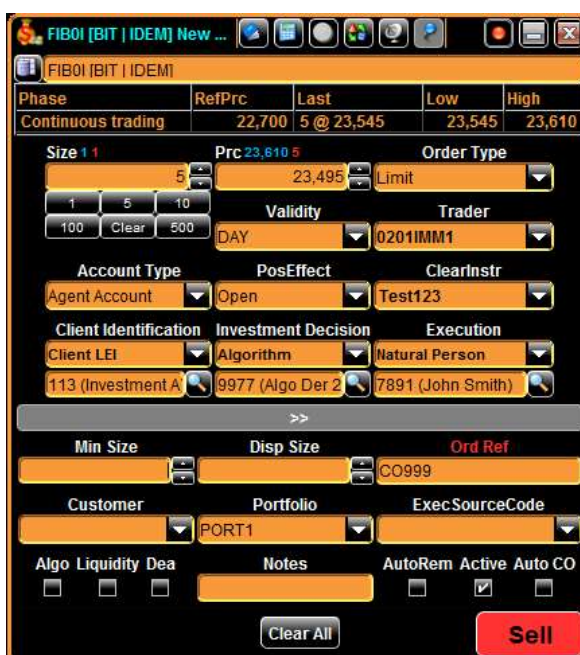 FIB0I [BIT | IDEM] New ...
FIB0I [BIT | IDEM]
Phase RefPrc Last Low High
Continuous trading 22,700 5 @ 23,545 23,545 23,610
Size 1 1 Prc 23,610 5 Order Type
5 23,495 Limit
1 5 10
100 Clear 500
Validity Trader
DAY 0201IMM1
Account Type PosEffect ClearInstr
Agent Account Open Test123
Client Identification Investment Decision Execution
Client LEI Algorithm Natural Person
113 (Investment A 9977 (Algo Der 2 7891 (John Smith)
>>
Min Size Disp Size Ord Ref
CO999
Customer Portfolio ExecSourceCode
PORT1
Algo Liquidity Dea Notes AutoRem Active Auto CO
Clear All Sell